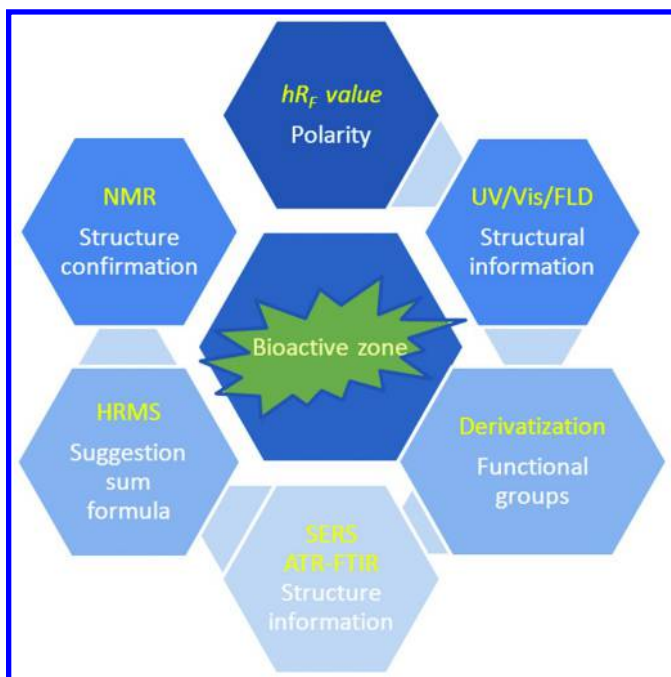 hRF value
Polarity
UV/Vis/FLD
Structural
information
Derivatization
Functional
groups
SERS
ATR-FTIR
Structure
information
HRMS
Suggestion
sum
formula
NMR
Structure
confirmation
Bioactive zone